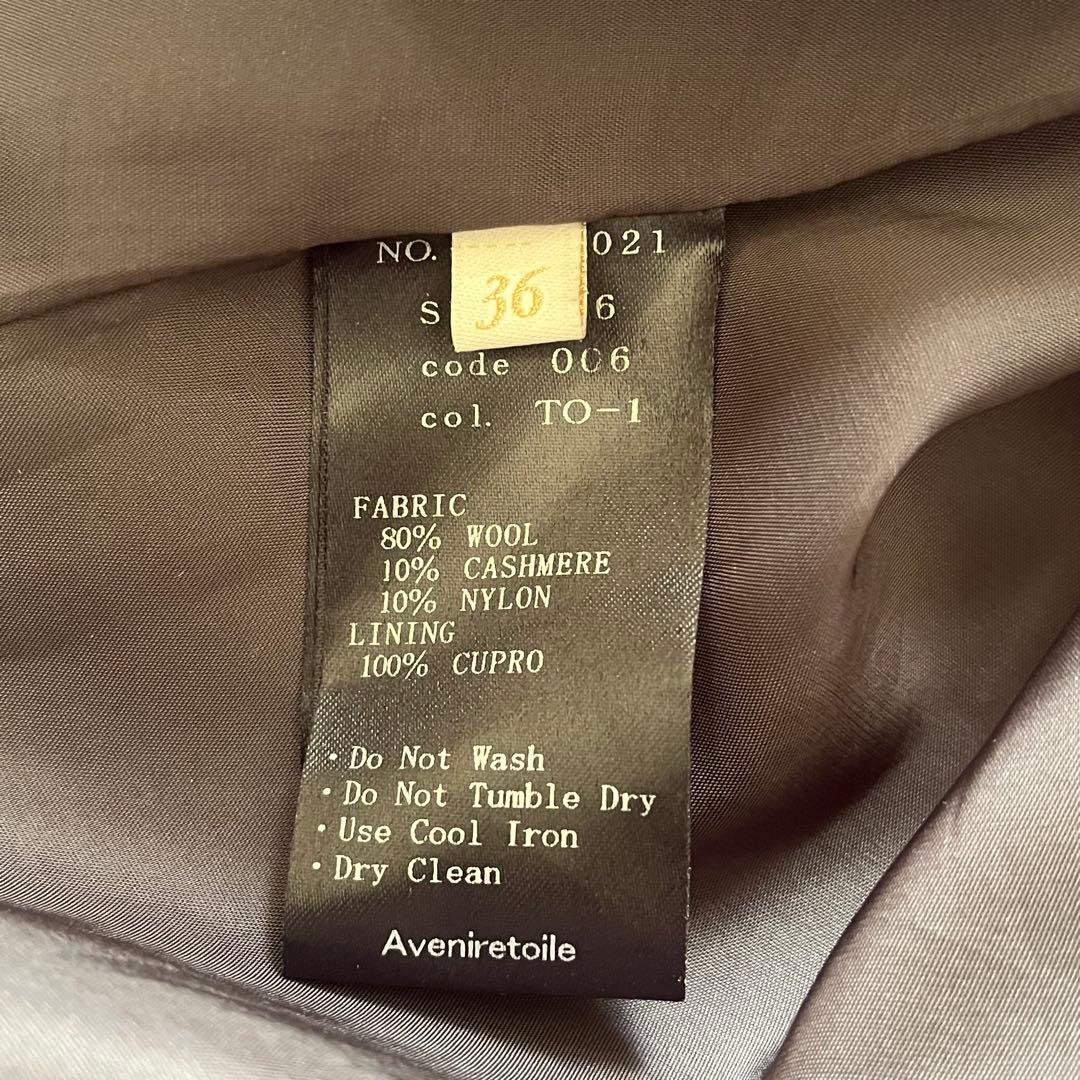 NO. 021
36
S 6
code 006
col. TO-1
FABRIC
80% WOOL
10% CASHMERE
10% NYLON
LINING
100% CUPRO
・Do Not Wash
・Do Not Tumble Dry
・Use Cool Iron
・Dry Clean
Aveniretoile